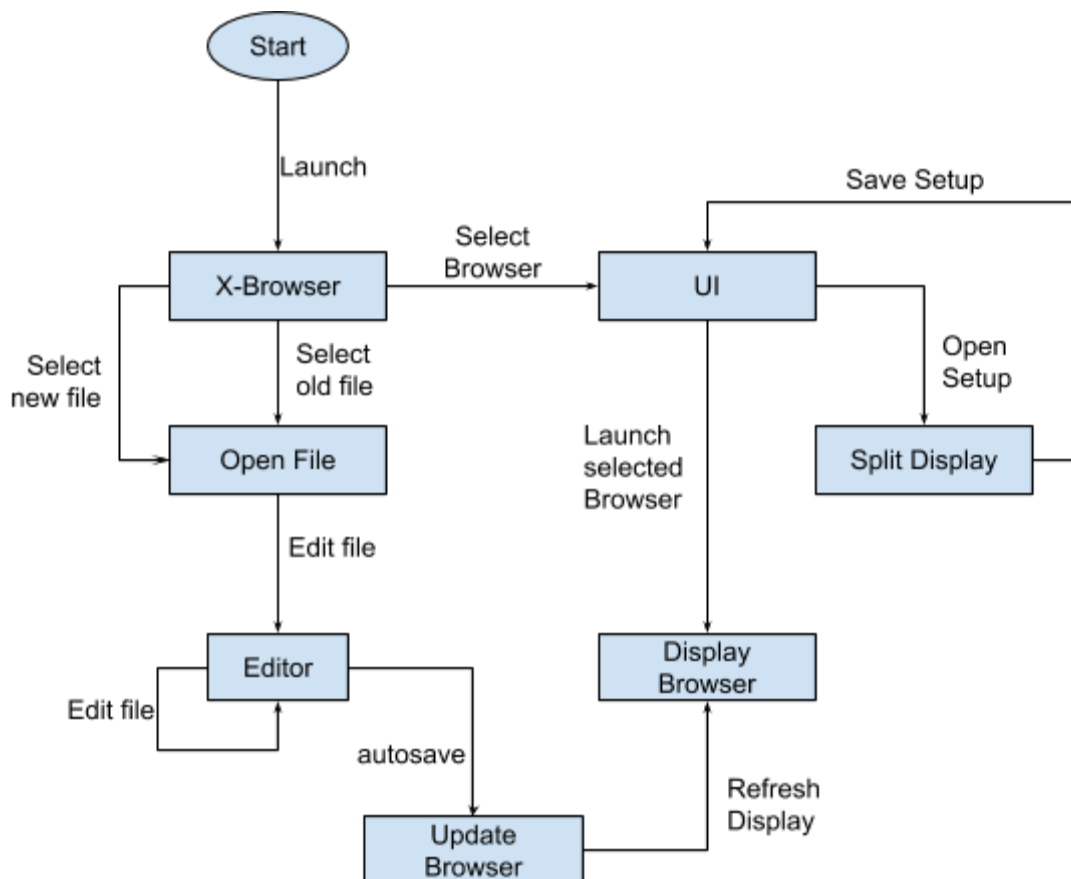 Start
Launch
Save Setup
Select
Browser
X-Browser
UI
Select
new file
Select
old file
Open
Setup
Open File
Launch
selected
Browser
Split Display
Edit file
Editor
Display
Browser
Edit file
autosave
Refresh
Display
Update
Browser